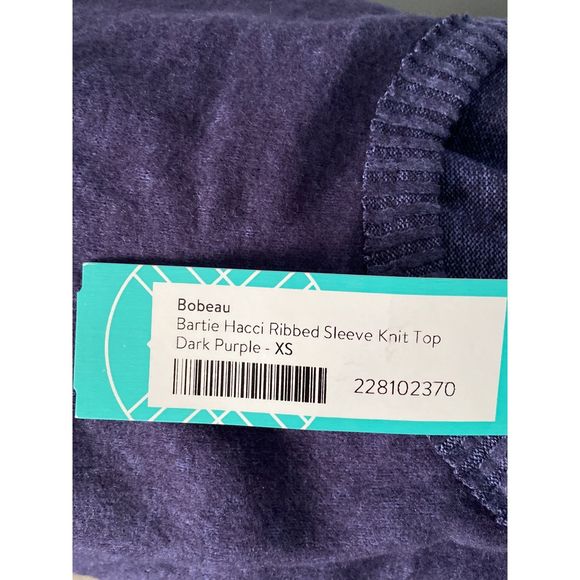 Bobeau
Bartie Hacci Ribbed Sleeve Knit Top
Dark Purple - XS
228102370